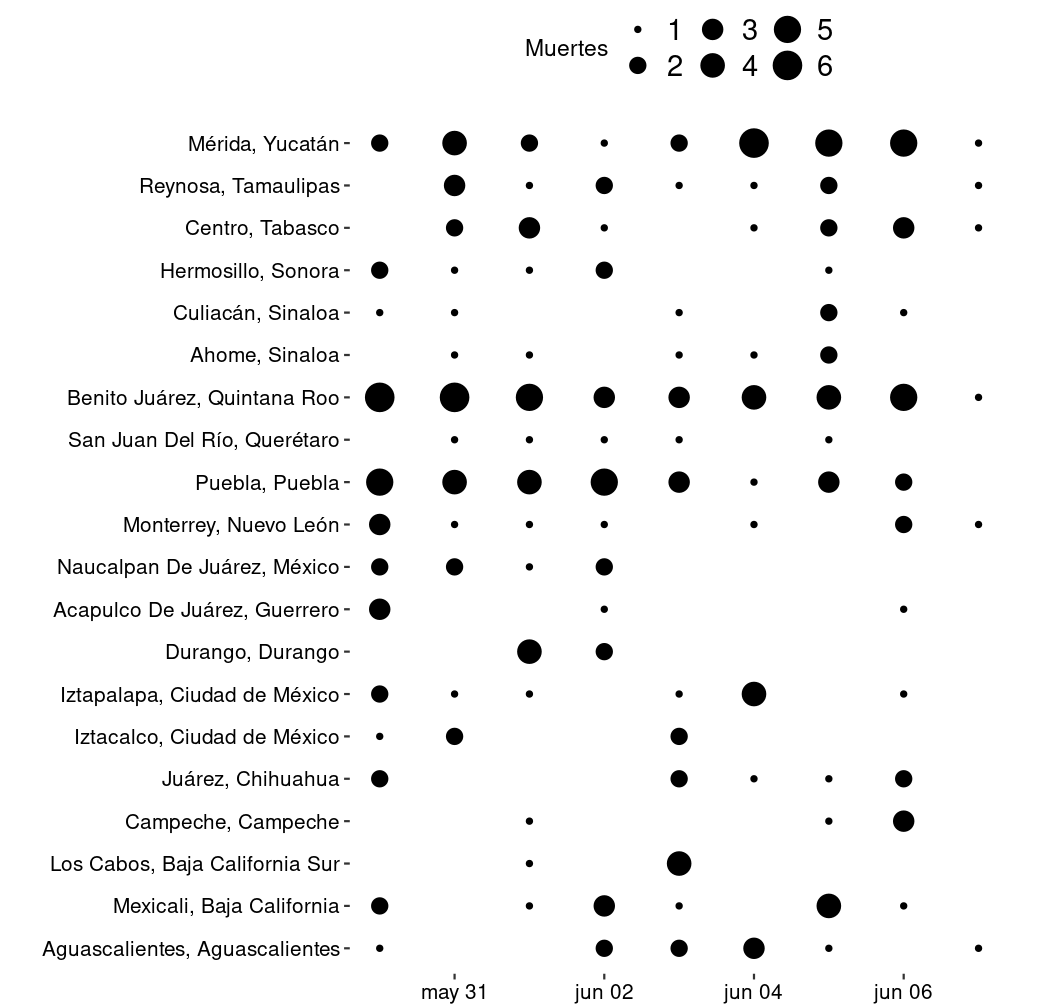 Muertes
1 3 5
2 4 6
Mérida, Yucatán
Reynosa, Tamaulipas
Centro, Tabasco
Hermosillo, Sonora
Culiacán, Sinaloa
Ahome, Sinaloa
Benito Juárez, Quintana Roo
San Juan Del Río, Querétaro
Puebla, Puebla
Monterrey, Nuevo León
Naucalpan De Juárez, México
Acapulco De Juárez, Guerrero
Durango, Durango
Iztapalapa, Ciudad de México
Iztacalco, Ciudad de México
Juárez, Chihuahua
Campeche, Campeche
Los Cabos, Baja California Sur
Mexicali, Baja California
Aguascalientes, Aguascalientes
may 31 jun 02 jun 04 jun 06